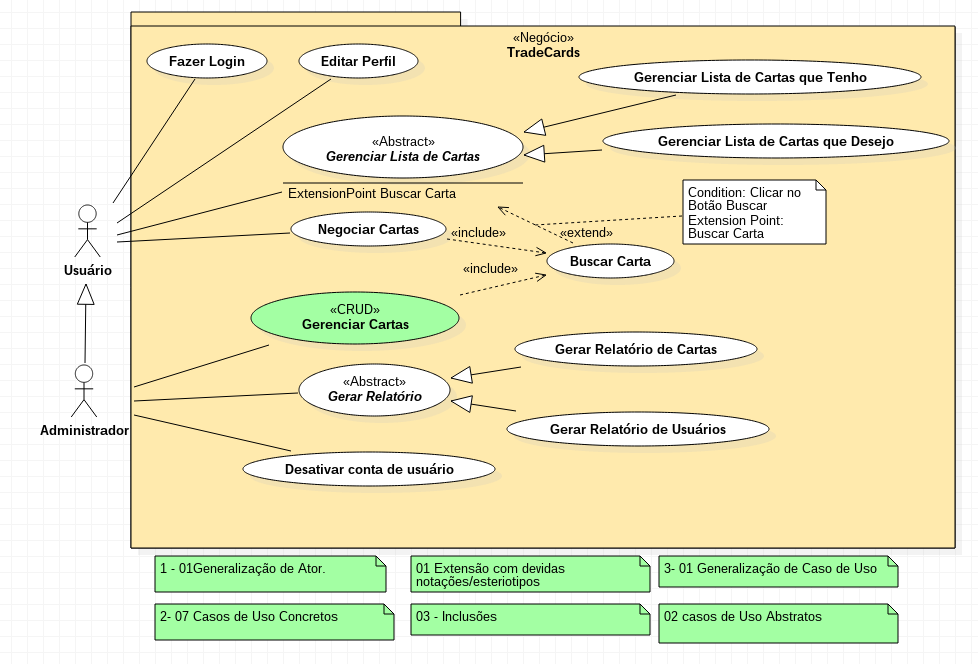 «Negócio»
TradeCards
Fazer Login
Editar Perfil
Gerenciar Lista de Cartas que Tenho
«Abstract»
Gerenciar Lista de Cartas
Gerenciar Lista de Cartas que Desejo
ExtensionPoint Buscar Carta
Condition: Clicar no
Botão Buscar
Extension Point:
Buscar Carta
Negociar Cartas
«include»
«extend»
Buscar Carta
Usuário
«include»
«CRUD»
Gerenciar Cartas
Gerar Relatório de Cartas
«Abstract»
Gerar Relatório
Administrador
Gerar Relatório de Usuários
Desativar conta de usuário
1 - 01Generalização de Ator.
01 Extensão com devidas
notações/esteriotipos
3- 01 Generalização de Caso de Uso
2- 07 Casos de Uso Concretos
03 - Inclusões
02 casos de Uso Abstratos